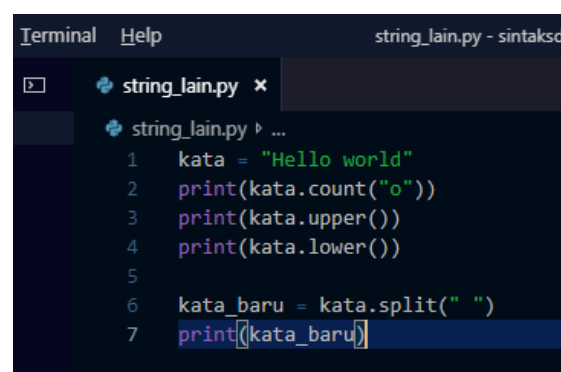 Terminal Help string_lain.py - sintaksc
string_lain.py ×
string_lain.py ▸ ...
1 kata = "Hello world"
2 print(kata.count("o"))
3 print(kata.upper())
4 print(kata.lower())
5
6 kata_baru = kata.split(" ")
7 print(kata_baru)